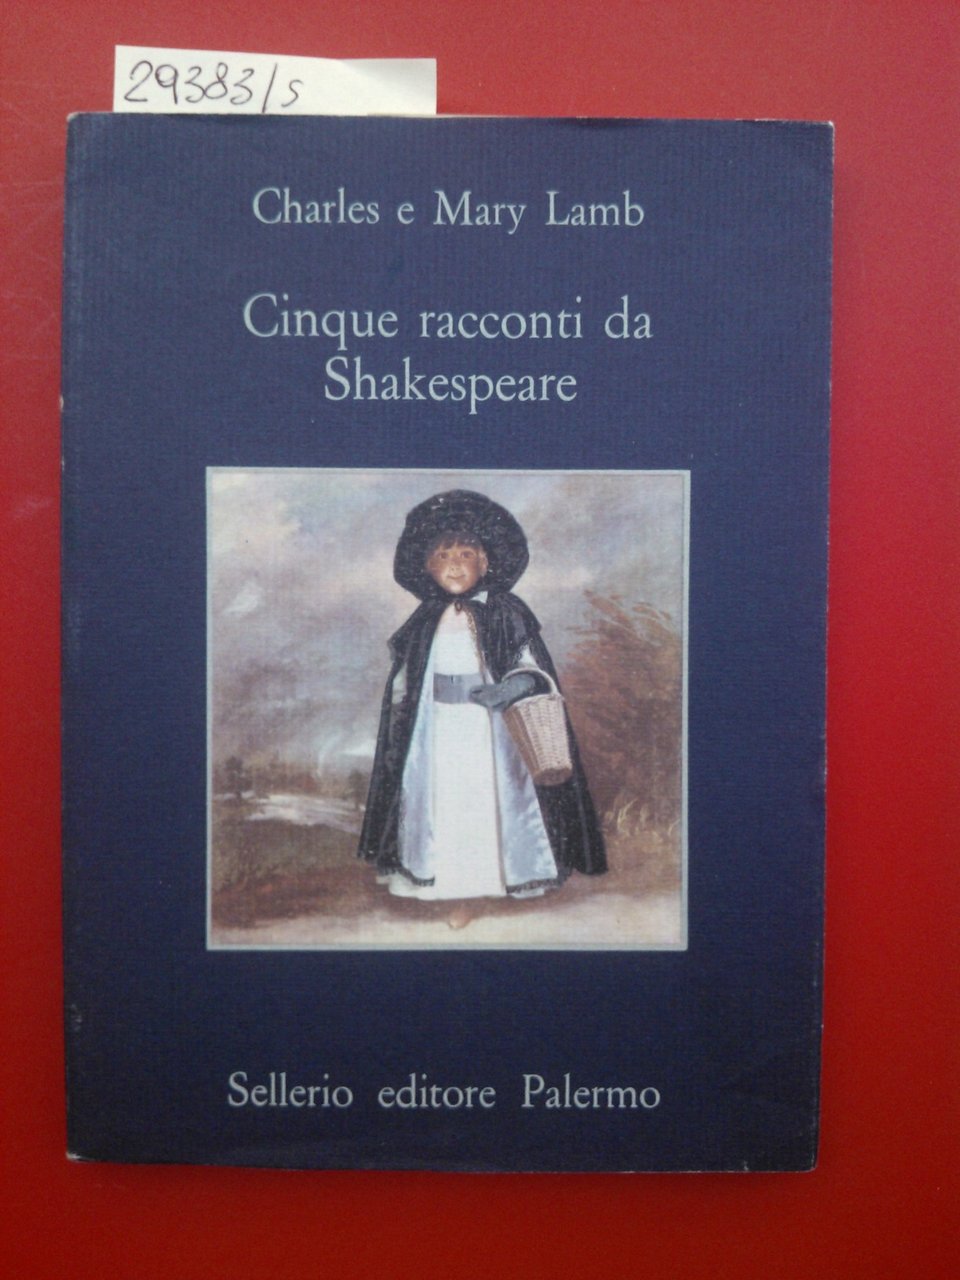 29383/s
Charles e Mary Lamb
Cinque racconti da
Shakespeare
Sellerio editore Palermo